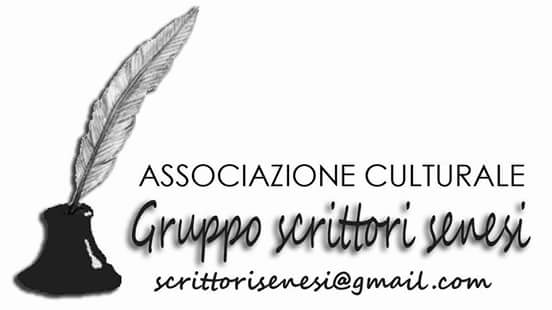 ASSOCIAZIONE CULTURALE
Gruppo scrittori senesi
scrittorisenesi@gmail.com